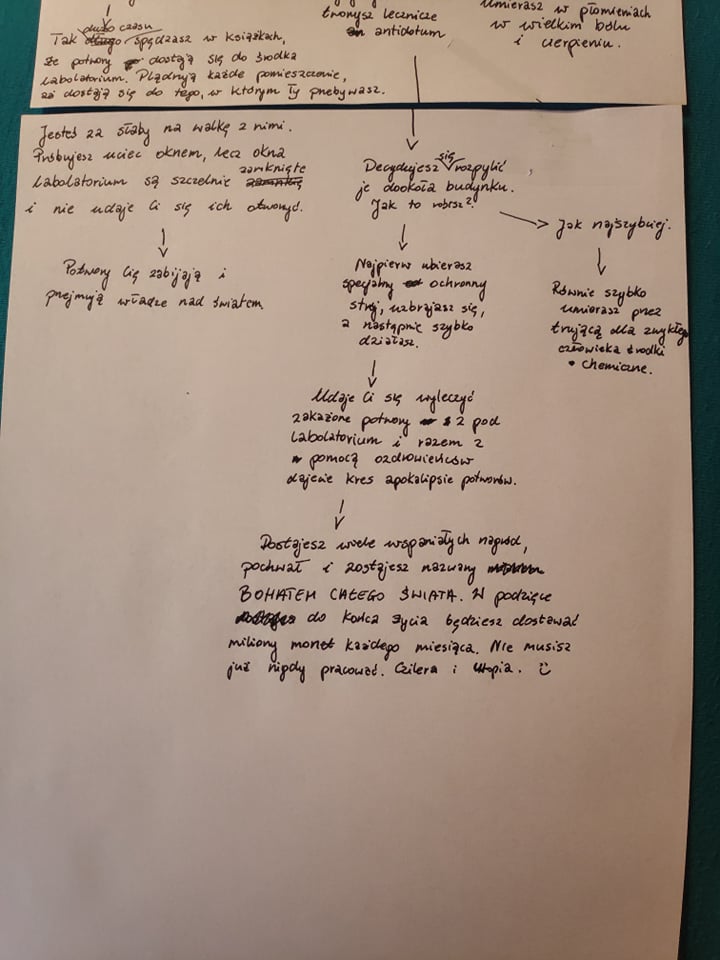 dużo czasu
Tak długo spędzasz w książkach,
że potwory dostają się do środka
labolatorium. Plądrują każde pomieszczenie,
aż dostają się do tego, w którym Ty przebywasz.
tworzysz lecznicze
antidotum
umierasz w płomieniach
w wielkim bólu
i cierpieniu.
Jesteś za słaby na walkę z nimi.
Próbujesz uciec oknem, lecz okna
zamknięte
labolatorium są szczelnie
i nie udaje Ci się ich otworzyć.
Potwory Cię zabijają i
przejmują władzę nad światem.
się
Decydujesz rozpylić
je dookoła budynku.
Jak to robisz?
Jak najszybciej.
Równie szybko
umierasz przez
trującą dla zwykłego
człowieka środki
chemiczne.
Najpierw ubierasz
specjalny ochronny
strój, uzbrajasz się,
a następnie szybko
działasz.
Udaje Ci się wyleczyć
zakażone potwory z pod
labolatorium i razem z
pomocą ozdrowieńców
dajecie kres apokalipsie potworów.
Dostajesz wiele wspaniałych nagród,
pochwał i zostajesz nazwany
BOHATEM CAŁEGO ŚWIATA. W podzięce
do końca życia będziesz dostawać
miliony monet każdego miesiąca. Nie musisz
już nigdy pracować. Czilera i utopia.